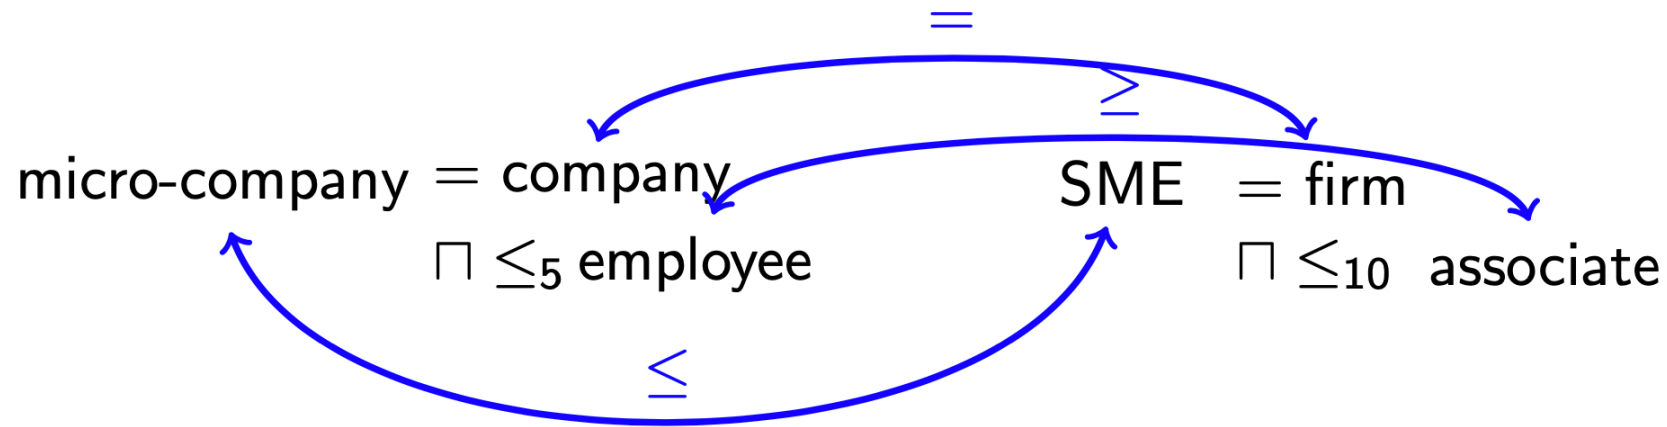 =
≥
micro-company = company SME = firm
⊓ ≤5 employee ⊓ ≤10 associate
≤